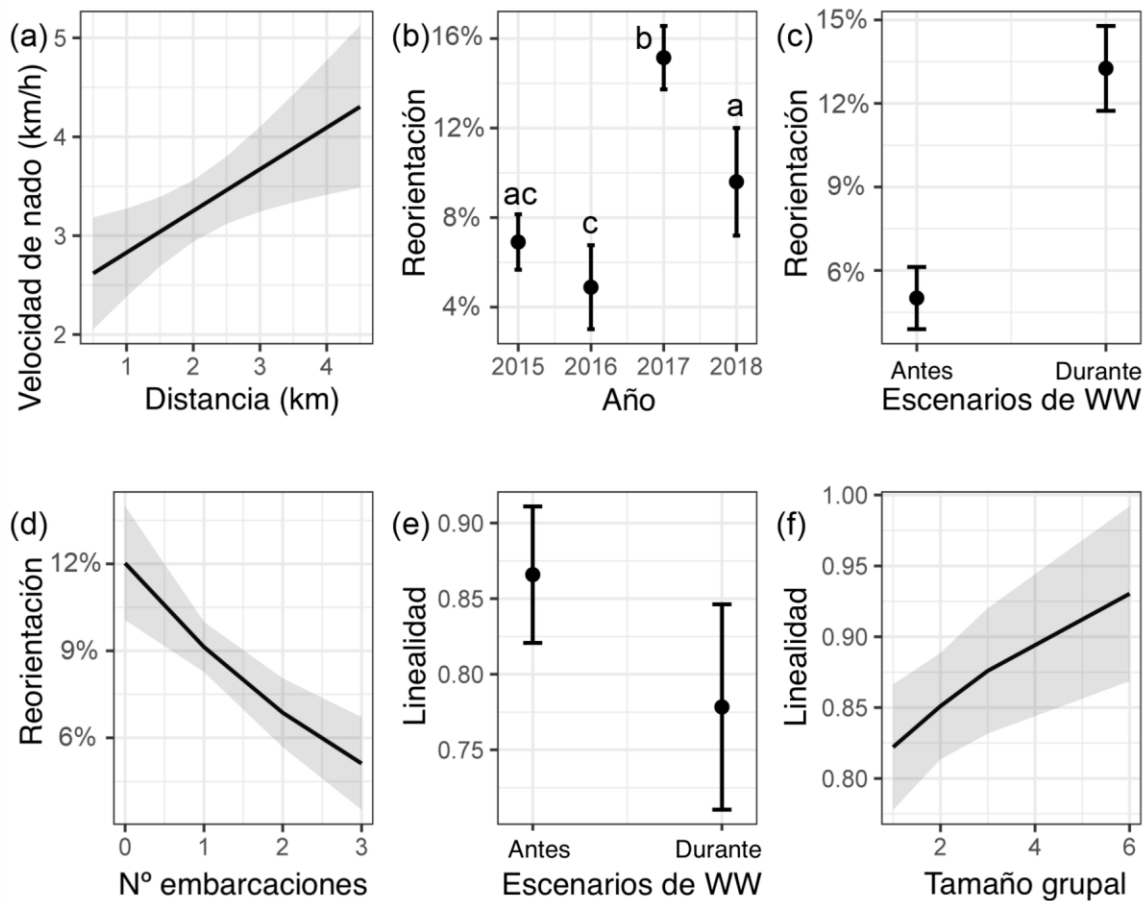 (a)
Velocidad de nado (km/h)
5
4
3
2
1 2 3 4
Distancia (km)
(b)
Reorientación
16%
12%
8%
4%
ac
c
b
a
2015 2016 2017 2018
Año
(c)
Reorientación
15%
12%
9%
6%
Antes Durante
Escenarios de WW
(d)
Reorientación
12%
9%
6%
0 1 2 3
Nº embarcaciones
(e)
Linealidad
0.90
0.85
0.80
0.75
Antes Durante
Escenarios de WW
(f)
Linealidad
1.00
0.95
0.90
0.85
0.80
2 4 6
Tamaño grupal